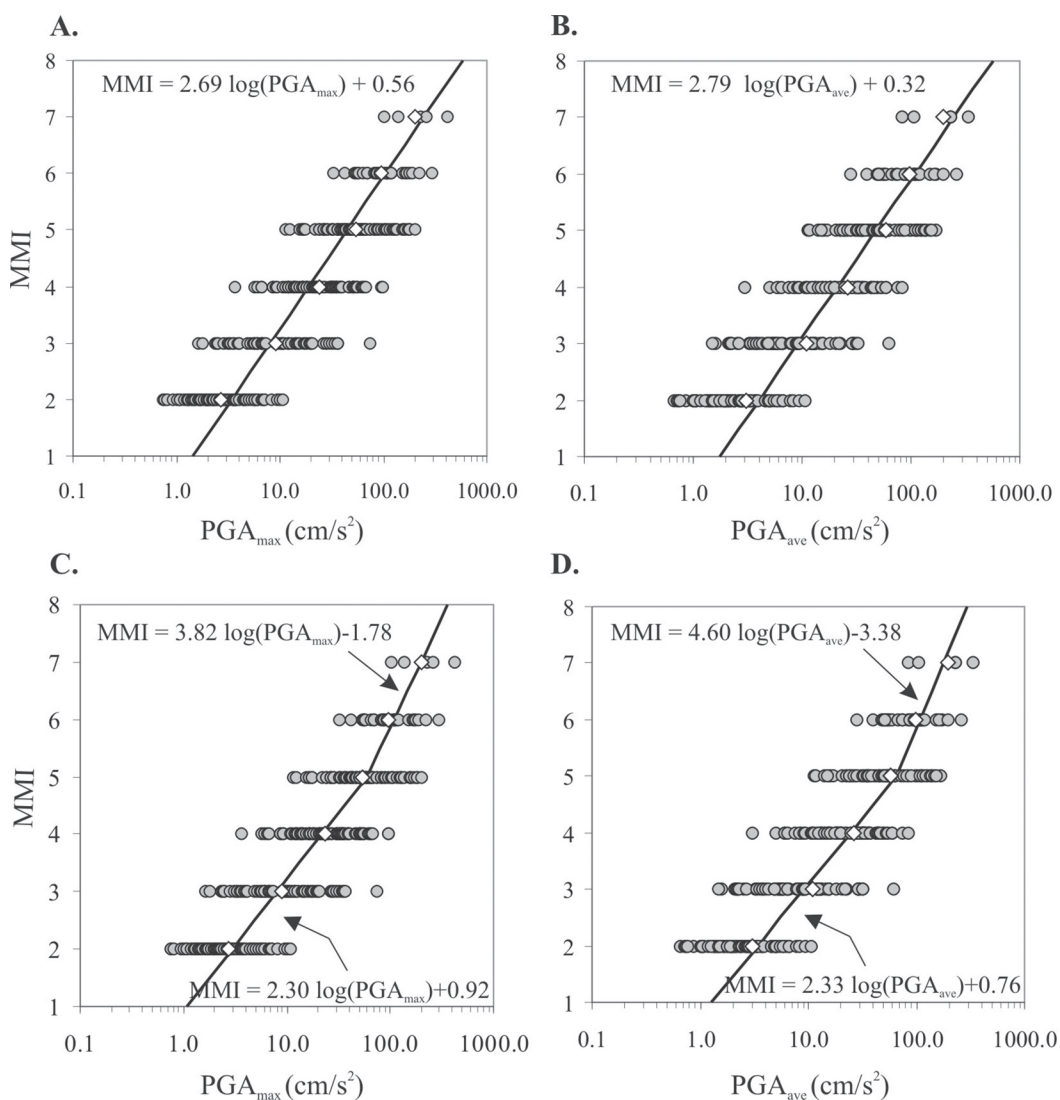 A.
MMI = 2.69 log(PGAmax) + 0.56
8
7
6
5
4
3
2
1
MMI
0.1 1.0 10.0 100.0 1000.0
PGAmax (cm/s²)
B.
MMI = 2.79 log(PGAave) + 0.32
8
7
6
5
4
3
2
1
0.1 1.0 10.0 100.0 1000.0
PGAave (cm/s²)
C.
MMI = 3.82 log(PGAmax)-1.78
8
7
6
5
4
3
2
1
MMI
MMI = 2.30 log(PGAmax)+0.92
0.1 1.0 10.0 100.0 1000.0
PGAmax (cm/s²)
D.
MMI = 4.60 log(PGAave)-3.38
8
7
6
5
4
3
2
1
MMI = 2.33 log(PGAave)+0.76
0.1 1.0 10.0 100.0 1000.0
PGAave (cm/s²)